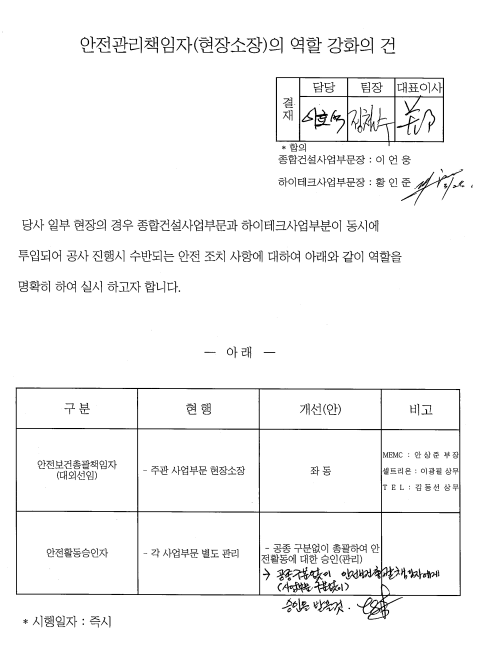 안전관리책임자(현장소장)의 역할 강화의 건
결재 담당 팀장 대표이사
* 합의
종합건설사업부문장 : 이 언 웅
하이테크사업부문장 : 황 인 준
당사 일부 현장의 경우 종합건설사업부문과 하이테크사업부분이 동시에
투입되어 공사 진행시 수반되는 안전 조치 사항에 대하여 아래와 같이 역할을
명확히 하여 실시 하고자 합니다.
— 아 래 —
구 분 현 행 개선(안) 비고
안전보건총괄책임자
(대외선임)
- 주관 사업부문 현장소장
좌 동
MEMC : 안 상 준 부 장
셀트리온 : 이광필 상무
T E L : 김 동 선 상 무
안전활동승인자
- 각 사업부문 별도 관리
- 공종 구분없이 총괄하여 안
전활동에 대한 승인(관리)
→ 공종구분없이 안전보건총괄책임자에게
(사업부문 구분없이)
승인을 받을것.
* 시행일자 : 즉시